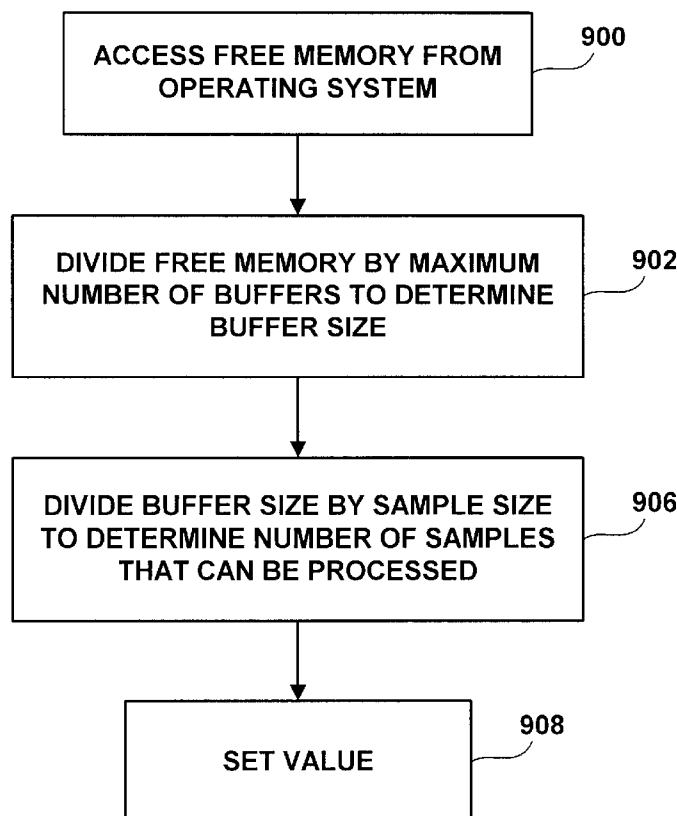 ACCESS FREE MEMORY FROM
OPERATING SYSTEM
900
DIVIDE FREE MEMORY BY MAXIMUM
NUMBER OF BUFFERS TO DETERMINE
BUFFER SIZE
902
DIVIDE BUFFER SIZE BY SAMPLE SIZE
TO DETERMINE NUMBER OF SAMPLES
THAT CAN BE PROCESSED
906
SET VALUE
908